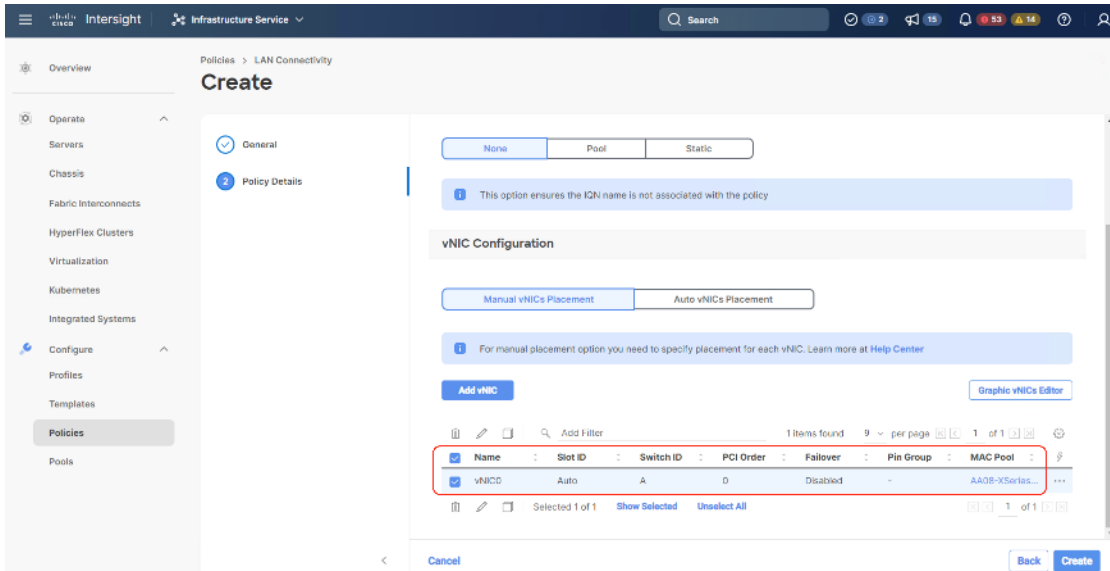 cisco Intersight Infrastructure Service Search 2 15 53 14
Overview
Operate
Servers
Chassis
Fabric Interconnects
HyperFlex Clusters
Virtualization
Kubernetes
Integrated Systems
Configure
Profiles
Templates
Policies
Pools
Policies > LAN Connectivity
Create
General
2 Policy Details
None Pool Static
This option ensures the IQN name is not associated with the policy
vNIC Configuration
Manual vNICs Placement Auto vNICs Placement
For manual placement option you need to specify placement for each vNIC. Learn more at Help Center
Add vNIC Graphic vNICs Editor
Add Filter 1 items found 9 per page 1 of 1
Name Slot ID Switch ID PCI Order Failover Pin Group MAC Pool
vNIC0 Auto A 0 Disabled - AA08-XSeries...
Selected 1 of 1 Show Selected Unselect All 1 of 1
< Cancel Back Create